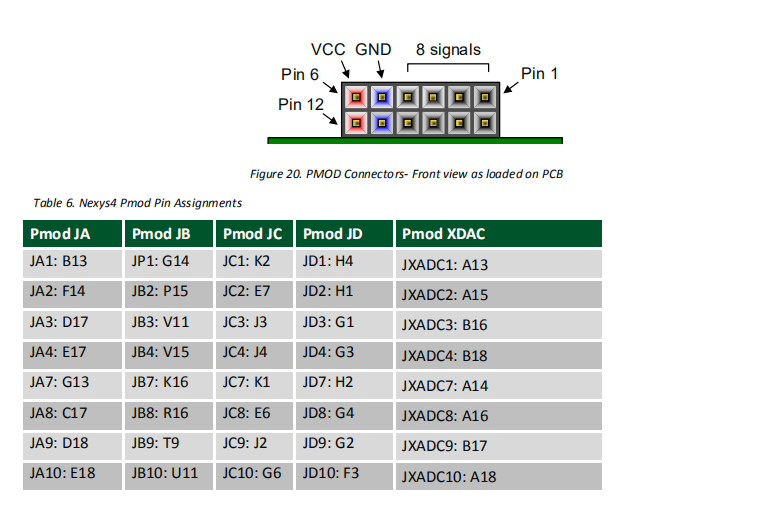 VCC GND 8 signals
Pin 6 Pin 1
Pin 12
Figure 20. PMOD Connectors- Front view as loaded on PCB
Table 6. Nexys4 Pmod Pin Assignments
Pmod JA Pmod JB Pmod JC Pmod JD Pmod XDAC
JA1: B13 JP1: G14 JC1: K2 JD1: H4 JXADC1: A13
JA2: F14 JB2: P15 JC2: E7 JD2: H1 JXADC2: A15
JA3: D17 JB3: V11 JC3: J3 JD3: G1 JXADC3: B16
JA4: E17 JB4: V15 JC4: J4 JD4: G3 JXADC4: B18
JA7: G13 JB7: K16 JC7: K1 JD7: H2 JXADC7: A14
JA8: C17 JB8: R16 JC8: E6 JD8: G4 JXADC8: A16
JA9: D18 JB9: T9 JC9: J2 JD9: G2 JXADC9: B17
JA10: E18 JB10: U11 JC10: G6 JD10: F3 JXADC10: A18